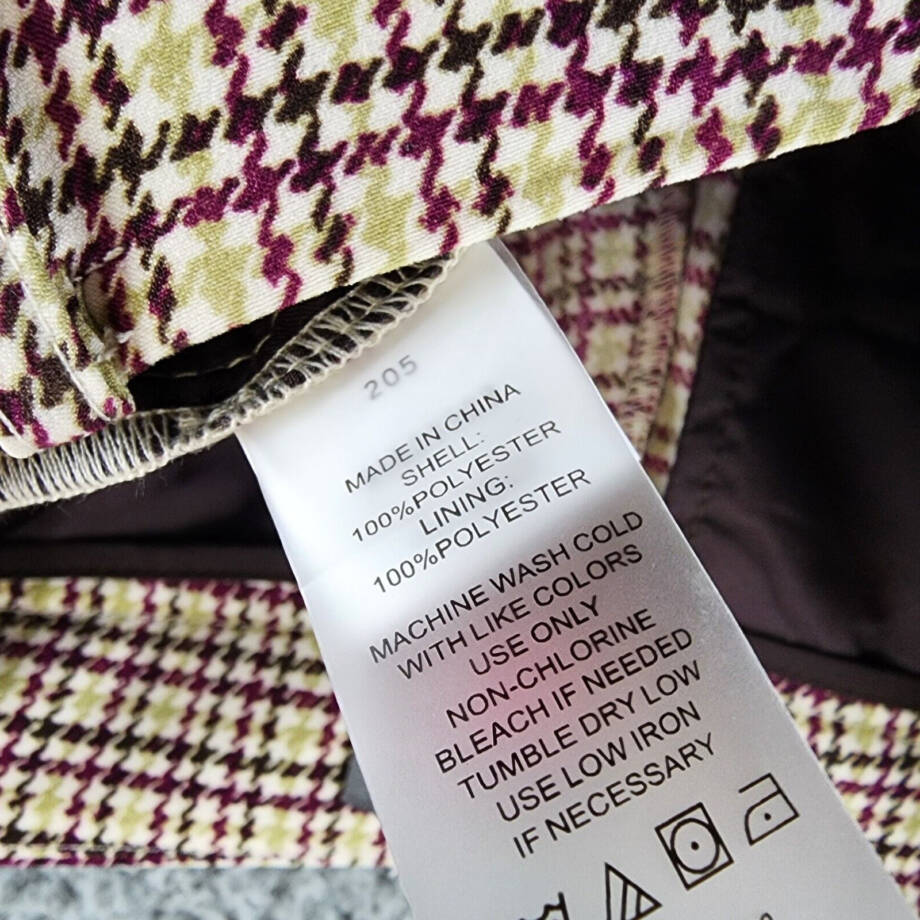 205
MADE IN CHINA
SHELL:
100%POLYESTER
LINING:
100%POLYESTER
MACHINE WASH COLD
WITH LIKE COLORS
USE ONLY
NON-CHLORINE
BLEACH IF NEEDED
TUMBLE DRY LOW
USE LOW IRON
IF NECESSARY